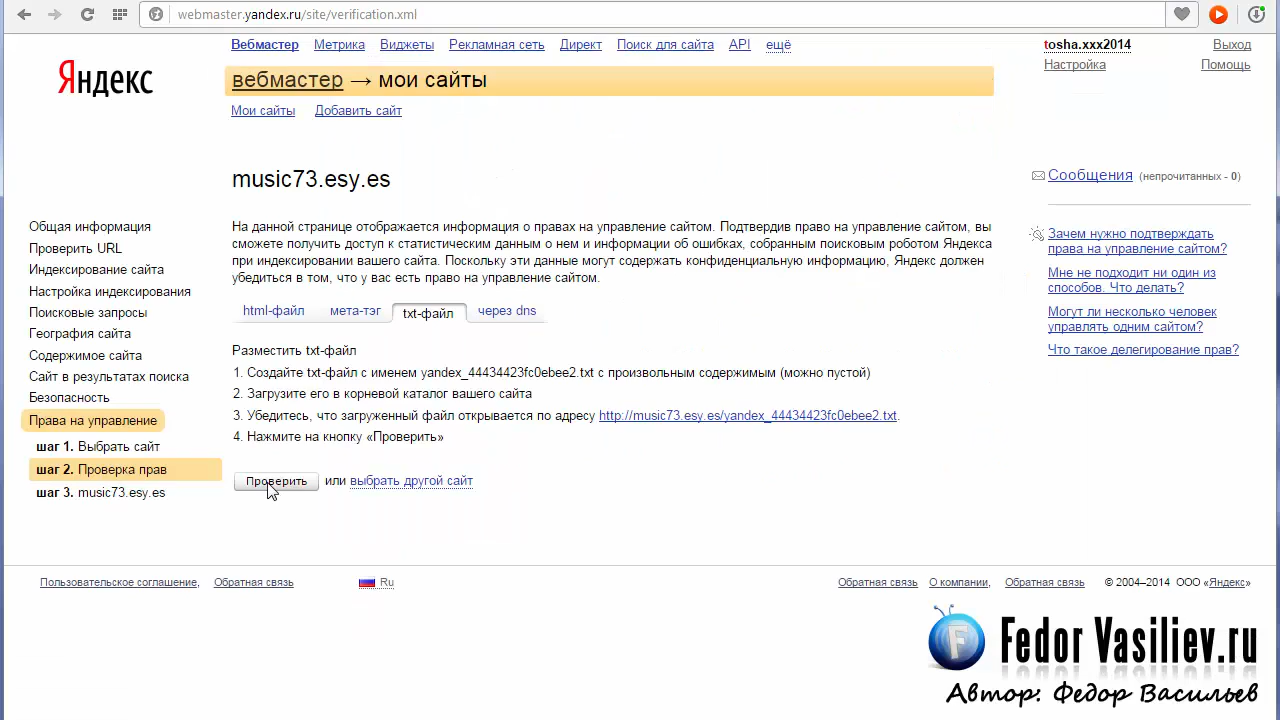 webmaster.yandex.ru/site/verification.xml
Вебмастер Метрика Виджеты Рекламная сеть Директ Поиск для сайта API ещё
tosha.xxx2014 Выход
Настройка Помощь
Яндекс
вебмастер → мои сайты
Мои сайты Добавить сайт
music73.esy.es
Сообщения (непрочитанных - 0)
Общая информация
Проверить URL
Индексирование сайта
Настройка индексирования
Поисковые запросы
География сайта
Содержимое сайта
Сайт в результатах поиска
Безопасность
Права на управление
шаг 1. Выбрать сайт
шаг 2. Проверка прав
шаг 3. music73.esy.es
На данной странице отображается информация о правах на управление сайтом. Подтвердив право на управление сайтом, вы
сможете получить доступ к статистическим данным о нем и информации об ошибках, собранным поисковым роботом Яндекса
при индексировании вашего сайта. Поскольку эти данные могут содержать конфиденциальную информацию, Яндекс должен
убедиться в том, что у вас есть право на управление сайтом.
html-файл мета-тэг txt-файл через dns
Разместить txt-файл
1. Создайте txt-файл с именем yandex_44434423fc0ebee2.txt с произвольным содержимым (можно пустой)
2. Загрузите его в корневой каталог вашего сайта
3. Убедитесь, что загруженный файл открывается по адресу http://music73.esy.es/yandex_44434423fc0ebee2.txt.
4. Нажмите на кнопку «Проверить»
Проверить или выбрать другой сайт
Зачем нужно подтверждать
права на управление сайтом?
Мне не подходит ни один из
способов. Что делать?
Могут ли несколько человек
управлять одним сайтом?
Что такое делегирование прав?
Пользовательское соглашение, Обратная связь Ru Обратная связь О компании, Обратная связь © 2004–2014 ООО «Яндекс»
F
Fedor Vasiliev.ru
Автор: Федор Васильев